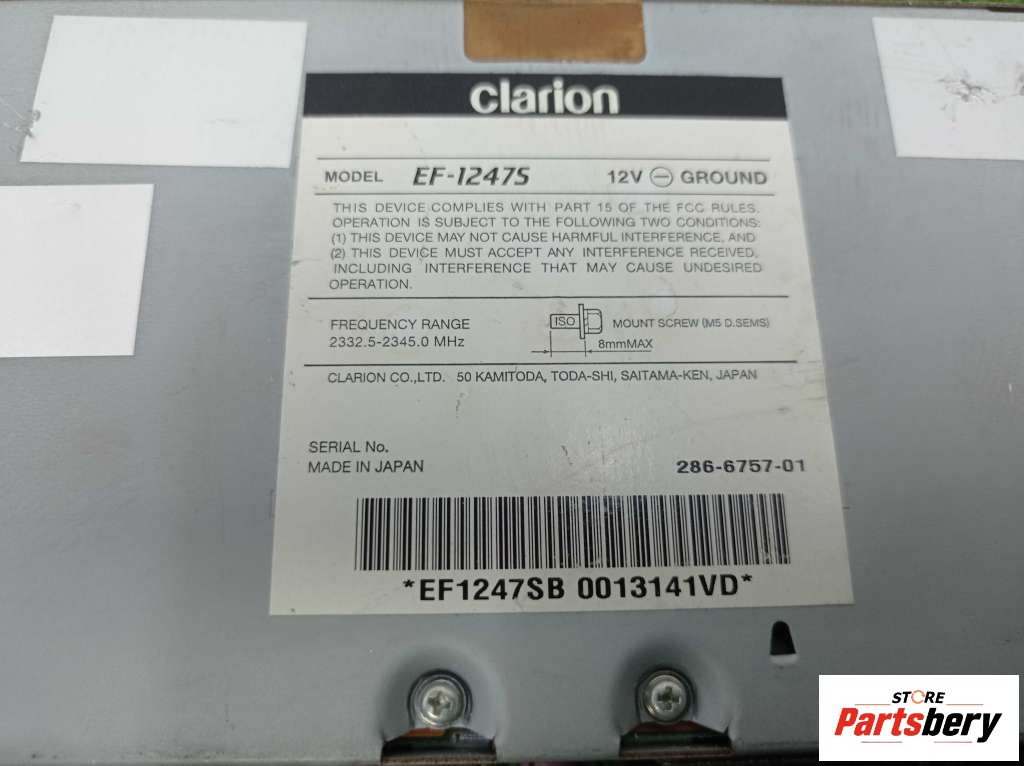 clarion
MODEL EF-1247S 12V ⊖ GROUND
THIS DEVICE COMPLIES WITH PART 15 OF THE FCC RULES.
OPERATION IS SUBJECT TO THE FOLLOWING TWO CONDITIONS:
(1) THIS DEVICE MAY NOT CAUSE HARMFUL INTERFERENCE, AND
(2) THIS DEVICE MUST ACCEPT ANY INTERFERENCE RECEIVED,
INCLUDING INTERFERENCE THAT MAY CAUSE UNDESIRED
OPERATION.
FREQUENCY RANGE
2332.5-2345.0 MHz
ISO MOUNT SCREW (M5 D.SEMS)
8mmMAX
CLARION CO.,LTD. 50 KAMITODA, TODA-SHI, SAITAMA-KEN, JAPAN
SERIAL No.
MADE IN JAPAN 286-6757-01
*EF1247SB 0013141VD*
STORE
Partsbery